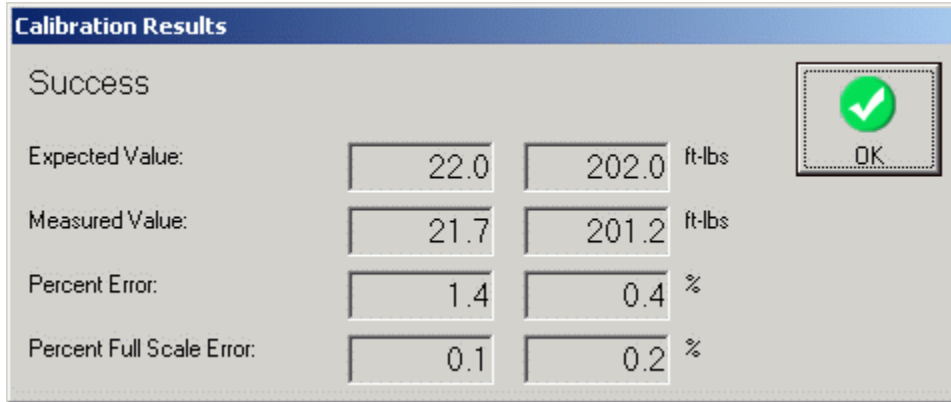 Calibration Results
Success
OK
Expected Value: 22.0 202.0 ft-lbs
Measured Value: 21.7 201.2 ft-lbs
Percent Error: 1.4 0.4 %
Percent Full Scale Error: 0.1 0.2 %